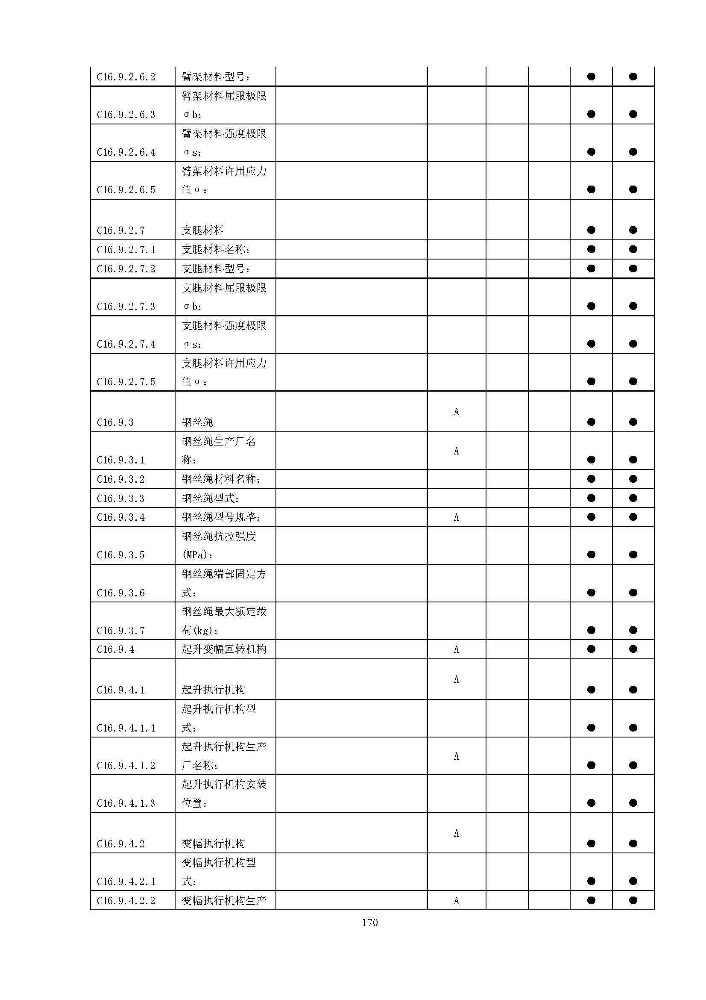 C16.9.2.6.2 臂架材料型号： ● ●
臂架材料屈服极限
C16.9.2.6.3 σb： ● ●
臂架材料强度极限
C16.9.2.6.4 σs： ● ●
臂架材料许用应力
C16.9.2.6.5 值σ： ● ●
C16.9.2.7 支腿材料 ● ●
C16.9.2.7.1 支腿材料名称： ● ●
C16.9.2.7.2 支腿材料型号： ● ●
支腿材料屈服极限
C16.9.2.7.3 σb： ● ●
支腿材料强度极限
C16.9.2.7.4 σs： ● ●
支腿材料许用应力
C16.9.2.7.5 值σ： ● ●
C16.9.3 钢丝绳 A ● ●
钢丝绳生产厂名
C16.9.3.1 称： A ● ●
C16.9.3.2 钢丝绳材料名称： ● ●
C16.9.3.3 钢丝绳型式： ● ●
C16.9.3.4 钢丝绳型号规格： A ● ●
钢丝绳抗拉强度
C16.9.3.5 (MPa)： ● ●
钢丝绳端部固定方
C16.9.3.6 式： ● ●
钢丝绳最大额定载
C16.9.3.7 荷(kg)： ● ●
C16.9.4 起升变幅回转机构 A ● ●
C16.9.4.1 起升执行机构 A ● ●
起升执行机构型
C16.9.4.1.1 式： ● ●
起升执行机构生产
C16.9.4.1.2 厂名称： A ● ●
起升执行机构安装
C16.9.4.1.3 位置： ● ●
C16.9.4.2 变幅执行机构 A ● ●
变幅执行机构型
C16.9.4.2.1 式： ● ●
C16.9.4.2.2 变幅执行机构生产 A ● ●
170